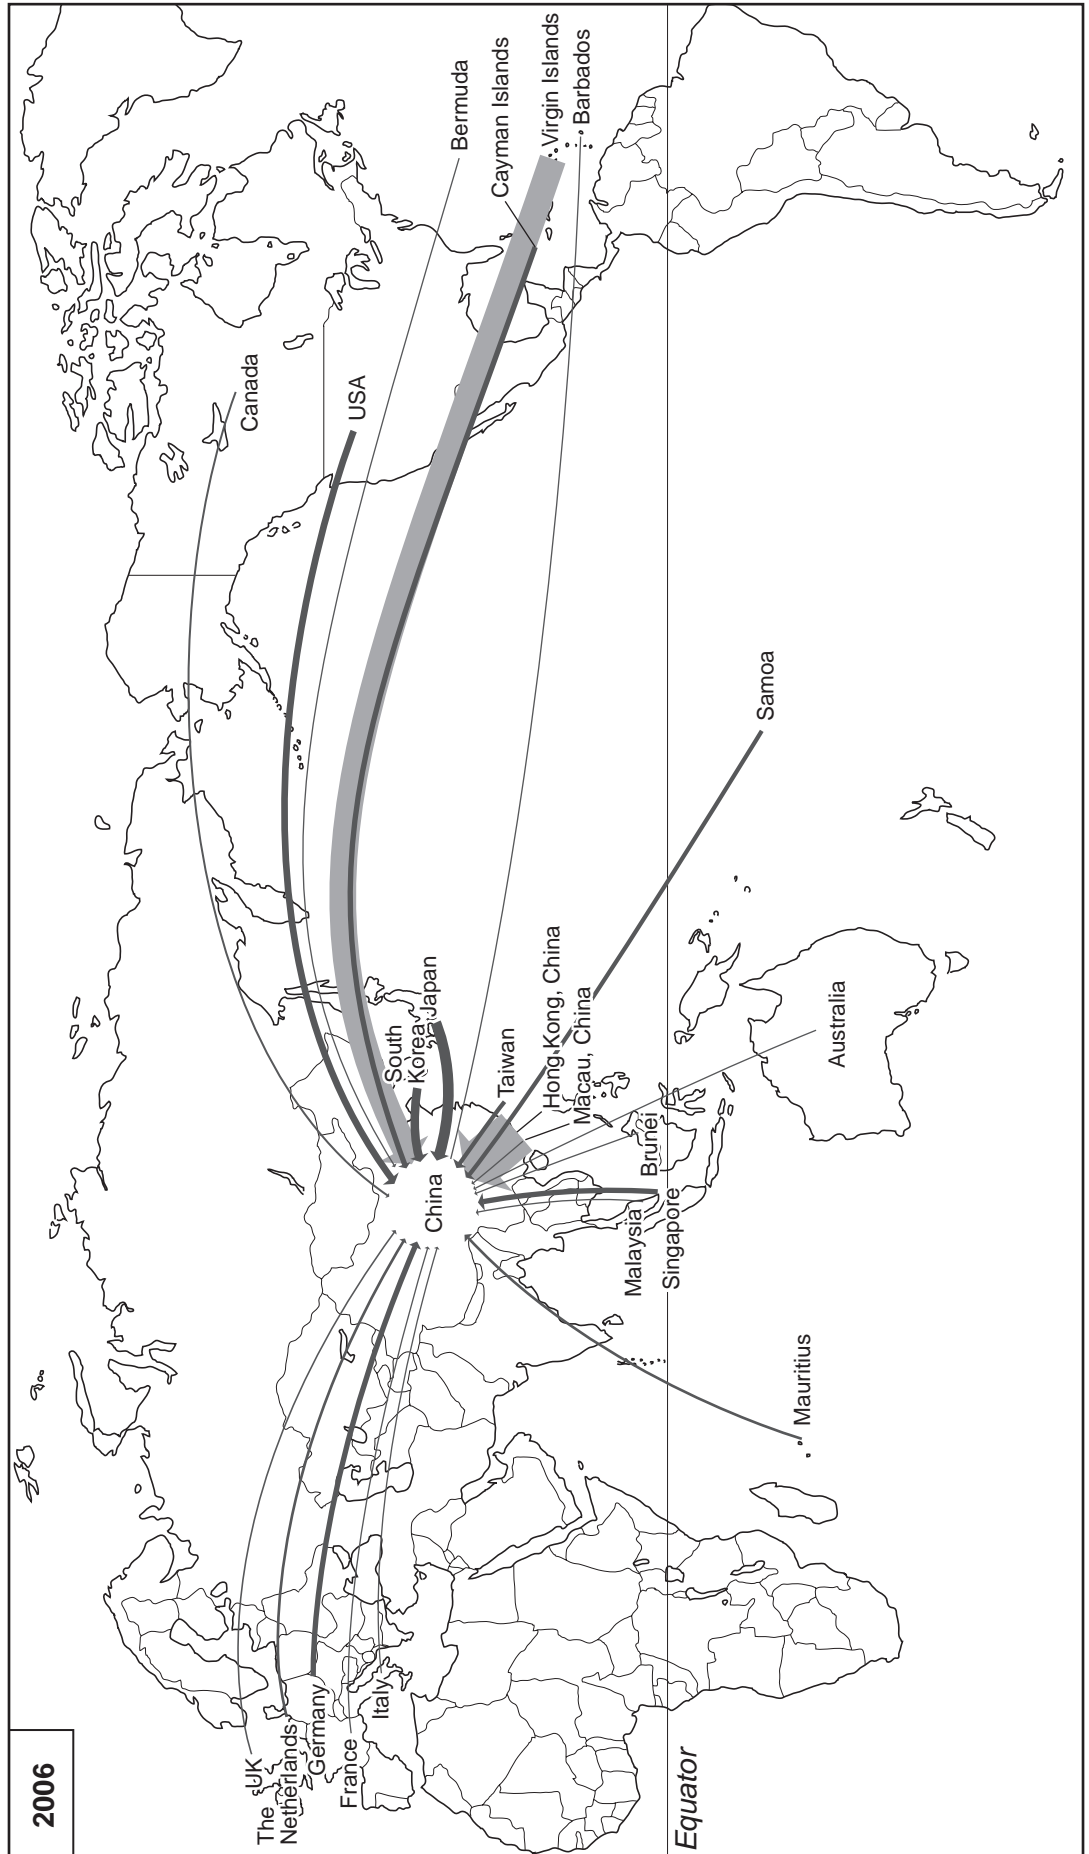 2006
Canada
USA
Bermuda
Cayman Islands
Virgin Islands
Barbados
UK
The
Netherlands
Germany
France
Italy
China
South
Korea
Japan
Taiwan
Hong Kong, China
Macau, China
Samoa
Brunei
Malaysia
Singapore
Australia
Mauritius
Equator